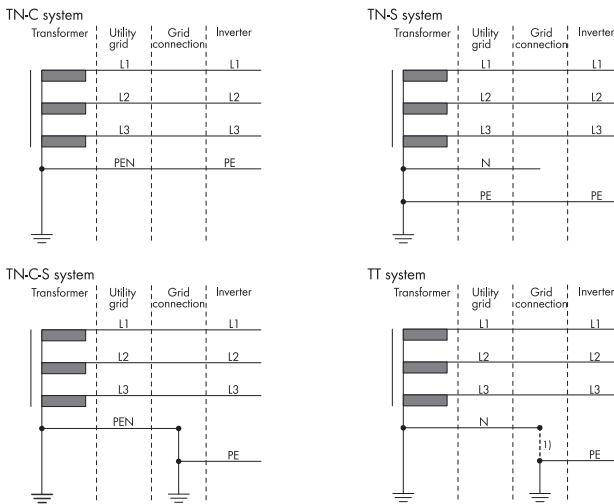 TN-C system
Transformer Utility grid Grid connection Inverter
L1 L1
L2 L2
L3 L3
PEN PE
TN-S system
Transformer Utility grid Grid connection Inverter
L1 L1
L2 L2
L3 L3
N
PE PE
TN-C-S system
Transformer Utility grid Grid connection Inverter
L1 L1
L2 L2
L3 L3
PEN
PE
TT system
Transformer Utility grid Grid connection Inverter
L1 L1
L2 L2
L3 L3
N
1)
PE